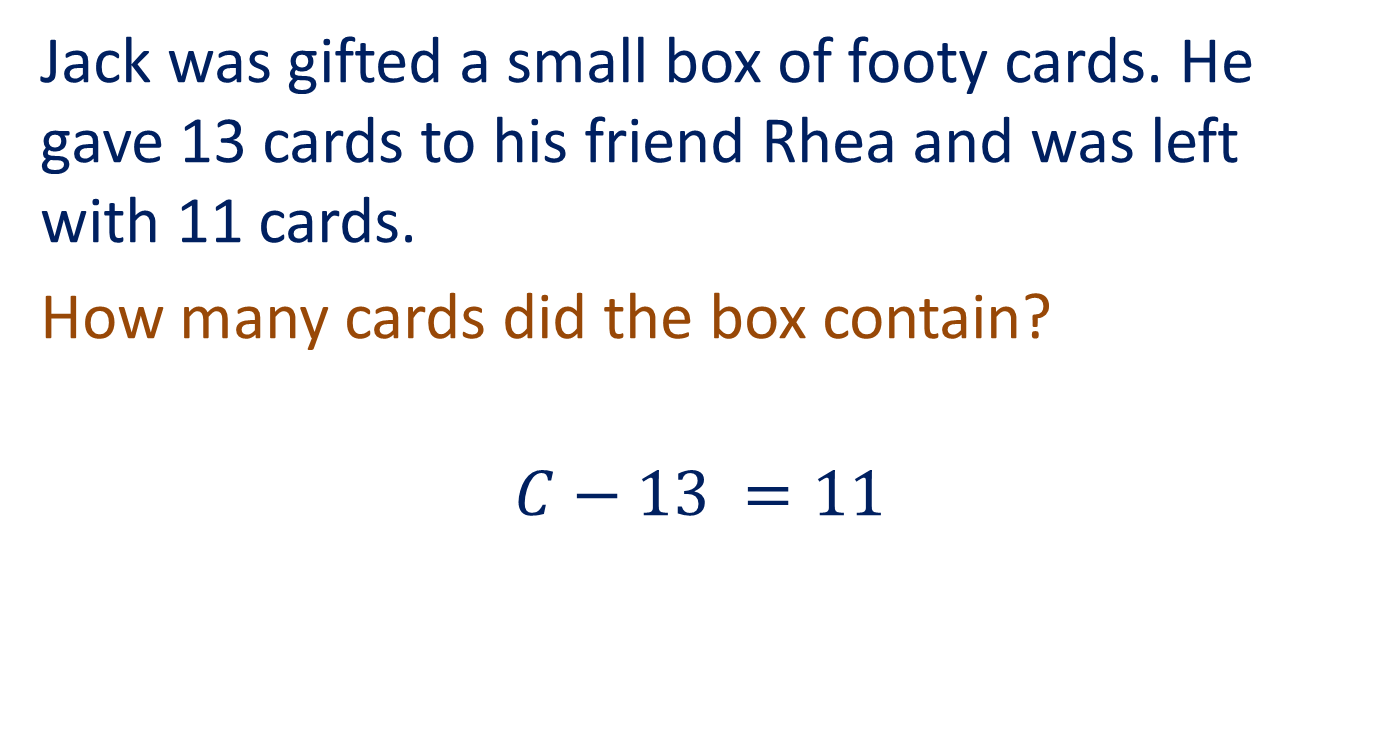 Jack was gifted a small box of footy cards. He
gave 13 cards to his friend Rhea and was left
with 11 cards.
How many cards did the box contain?
C − 13 = 11